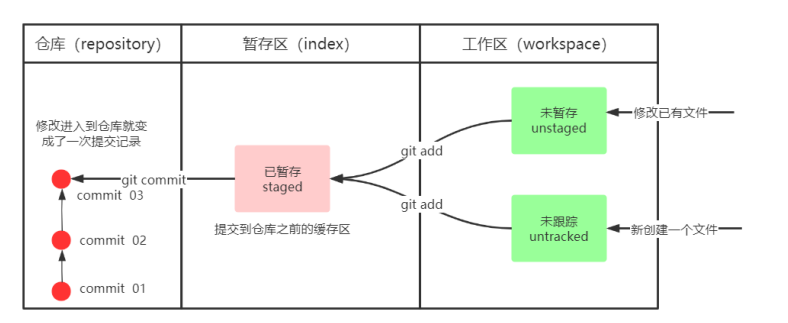 仓库（repository）
暂存区（index）
工作区（workspace）
修改进入到仓库就变
成了一次提交记录
git commit
commit 03
commit 02
commit 01
已暂存
staged
提交到仓库之前的缓存区
git add
git add
未暂存
unstaged
修改已有文件
未跟踪
untracked
新创建一个文件